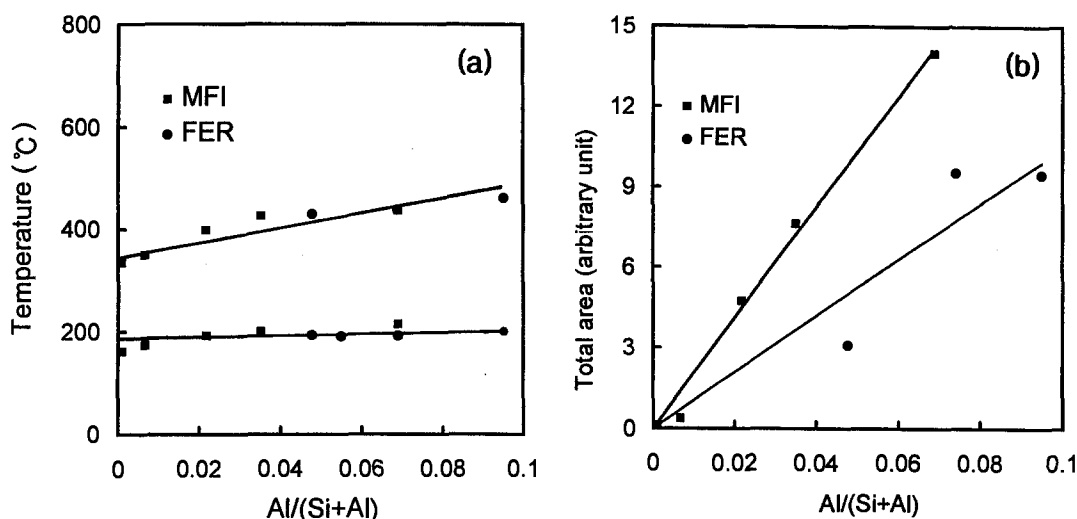 800
600
400
200
0
Temperature (℃)
(a)
MFI
FER
0 0.02 0.04 0.06 0.08 0.1
Al/(Si+Al)
15
12
9
6
3
0
Total area (arbitrary unit)
(b)
MFI
FER
0 0.02 0.04 0.06 0.08 0.1
Al/(Si+Al)